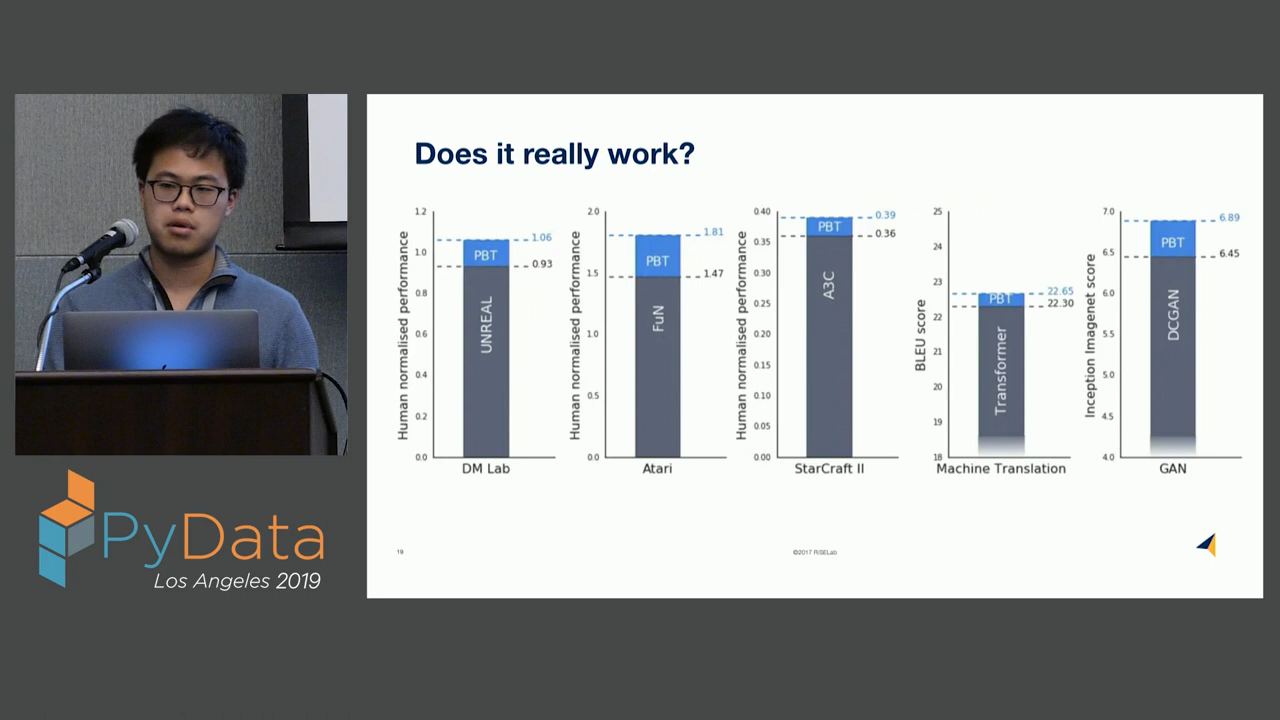 Does it really work?
Human normalised performance
1.2
1.0
0.8
0.6
0.4
0.2
0.0
1.06
0.93
PBT
UNREAL
DM Lab
Human normalised performance
2.0
1.5
1.0
0.5
0.0
1.81
1.47
PBT
FuN
Atari
Human normalised performance
0.40
0.35
0.30
0.25
0.20
0.15
0.10
0.05
0.00
0.39
0.36
PBT
A3C
StarCraft II
BLEU score
25
24
23
22
21
20
19
18
22.65
22.30
PBT
Transformer
Machine Translation
Inception Imagenet score
7.0
6.5
6.0
5.5
5.0
4.5
4.0
6.89
6.45
PBT
DCGAN
GAN
19
©2017 RISELab
PyData
Los Angeles 2019